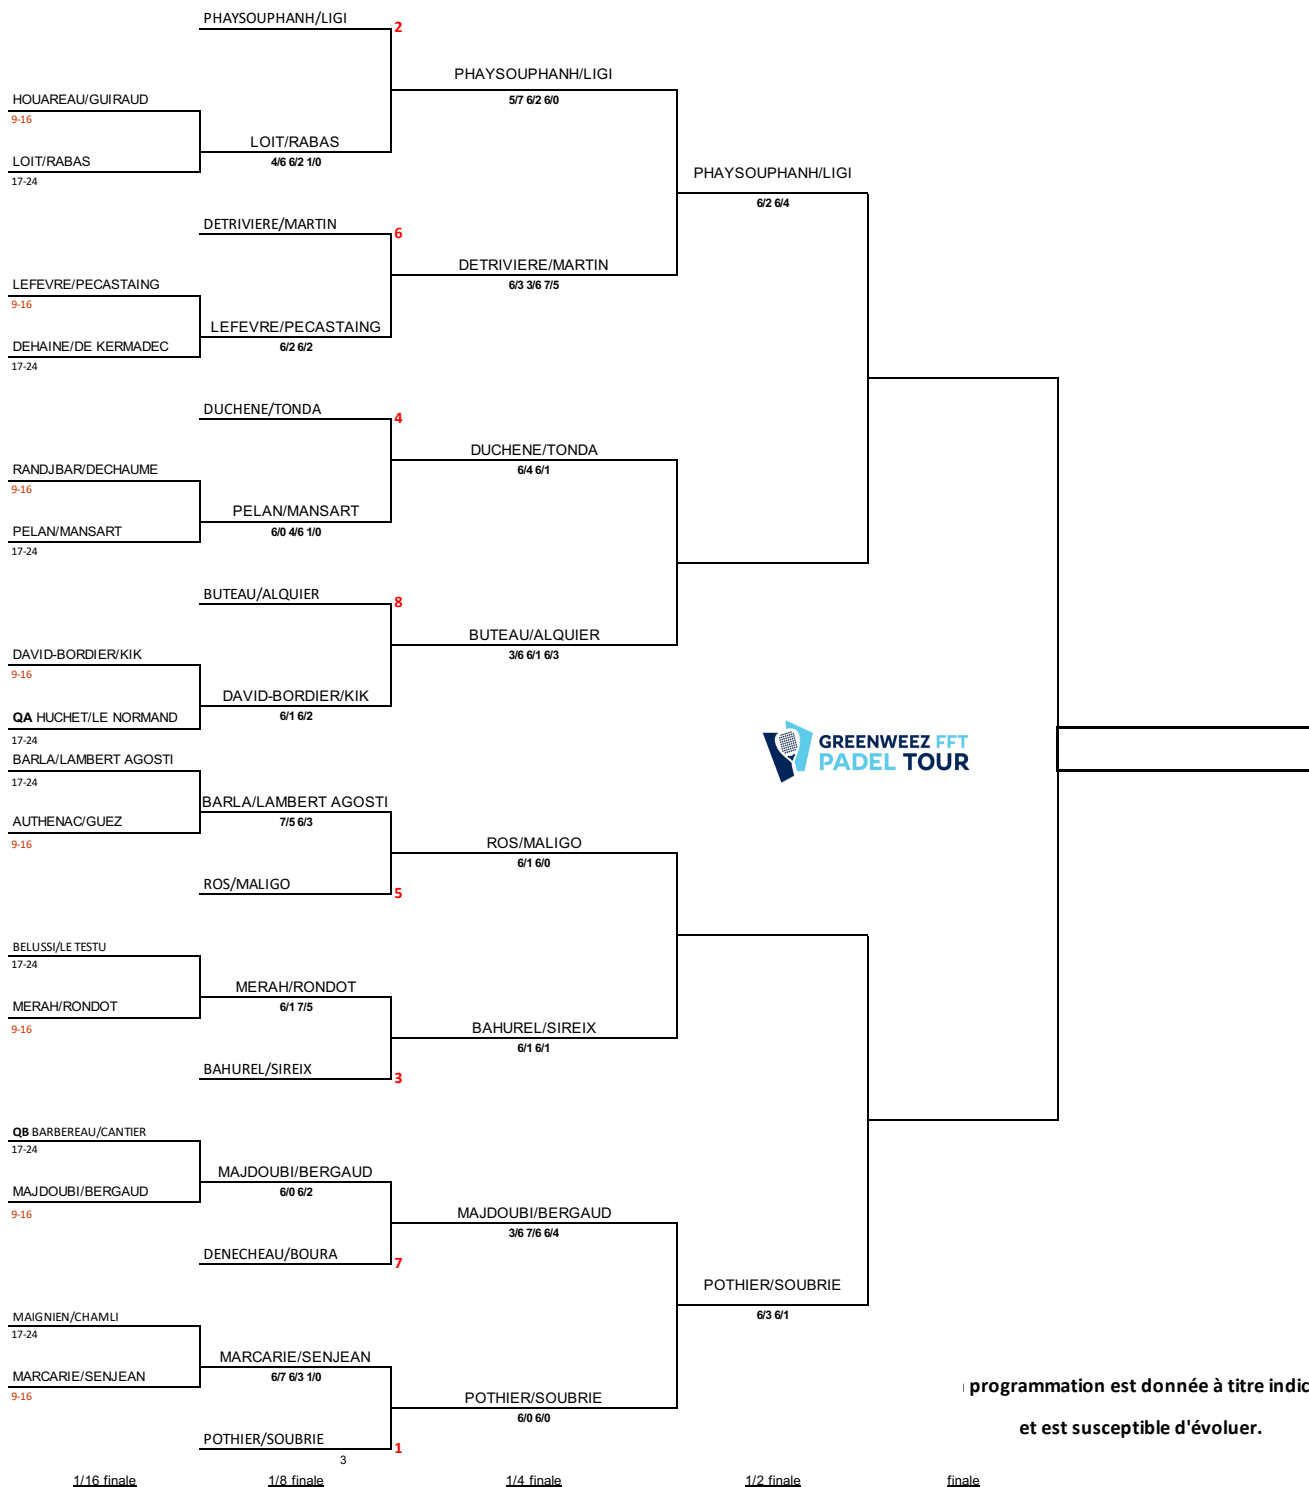 PHAYSOUPHANH/LIGI
2
PHAYSOUPHANH/LIGI
5/7 6/2 6/0
HOUAREAU/GUIRAUD
9-16
LOIT/RABAS
4/6 6/2 1/0
LOIT/RABAS
17-24
PHAYSOUPHANH/LIGI
6/2 6/4
DETRIVIERE/MARTIN
6
DETRIVIERE/MARTIN
6/3 3/6 7/5
LEFEVRE/PECASTAING
9-16
LEFEVRE/PECASTAING
6/2 6/2
DEHAINE/DE KERMADEC
17-24
DUCHENE/TONDA
4
DUCHENE/TONDA
6/4 6/1
RANDJBAR/DECHAUME
9-16
PELAN/MANSART
6/0 4/6 1/0
PELAN/MANSART
17-24
BUTEAU/ALQUIER
8
BUTEAU/ALQUIER
3/6 6/1 6/3
DAVID-BORDIER/KIK
9-16
DAVID-BORDIER/KIK
6/1 6/2
QA HUCHET/LE NORMAND
17-24
GREENWEEZ FFT
PADEL TOUR
BARLA/LAMBERT AGOSTI
17-24
BARLA/LAMBERT AGOSTI
7/5 6/3
AUTHENAC/GUEZ
9-16
ROS/MALIGO
6/1 6/0
ROS/MALIGO
5
BELUSSI/LE TESTU
17-24
MERAH/RONDOT
6/1 7/5
MERAH/RONDOT
9-16
BAHUREL/SIREIX
6/1 6/1
BAHUREL/SIREIX
3
QB BARBEREAU/CANTIER
17-24
MAJDOUBI/BERGAUD
6/0 6/2
MAJDOUBI/BERGAUD
9-16
MAJDOUBI/BERGAUD
3/6 7/6 6/4
DENECHEAU/BOURA
7
POTHIER/SOUBRIE
6/3 6/1
MAIGNIEN/CHAMLI
17-24
MARCARIE/SENJEAN
6/7 6/3 1/0
MARCARIE/SENJEAN
9-16
POTHIER/SOUBRIE
6/0 6/0
POTHIER/SOUBRIE
1
3
programmation est donnée à titre indic
et est susceptible d'évoluer.
1/16 finale
1/8 finale
1/4 finale
1/2 finale
finale